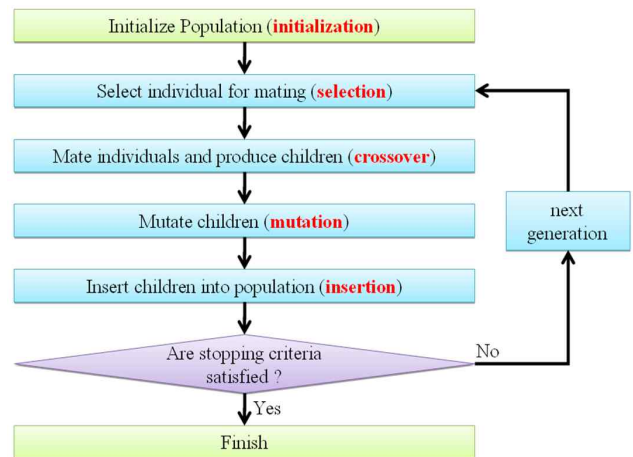 Initialize Population (initialization)
Select individual for mating (selection)
Mate individuals and produce children (crossover)
Mutate children (mutation)
next
generation
Insert children into population (insertion)
Are stopping criteria
satisfied ?
No
Yes
Finish